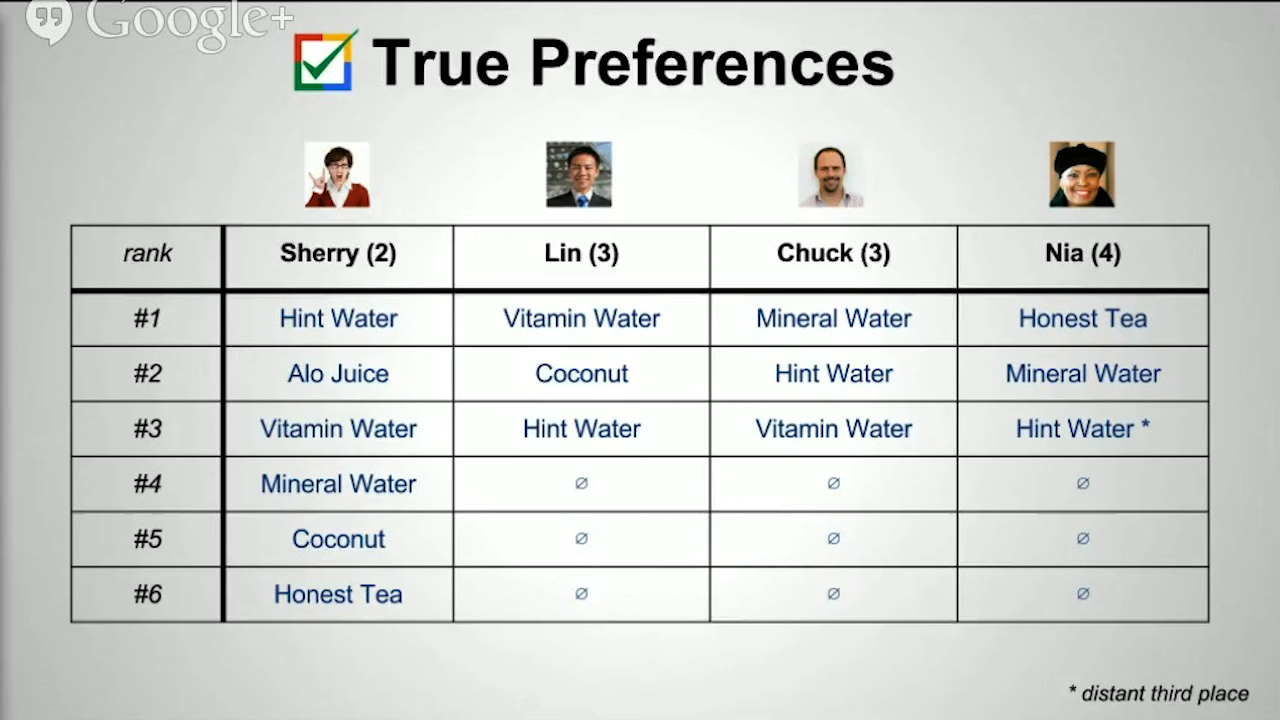 Google+
True Preferences
rank Sherry (2) Lin (3) Chuck (3) Nia (4)
#1 Hint Water Vitamin Water Mineral Water Honest Tea
#2 Alo Juice Coconut Hint Water Mineral Water
#3 Vitamin Water Hint Water Vitamin Water Hint Water *
#4 Mineral Water ∅ ∅ ∅
#5 Coconut ∅ ∅ ∅
#6 Honest Tea ∅ ∅ ∅
* distant third place